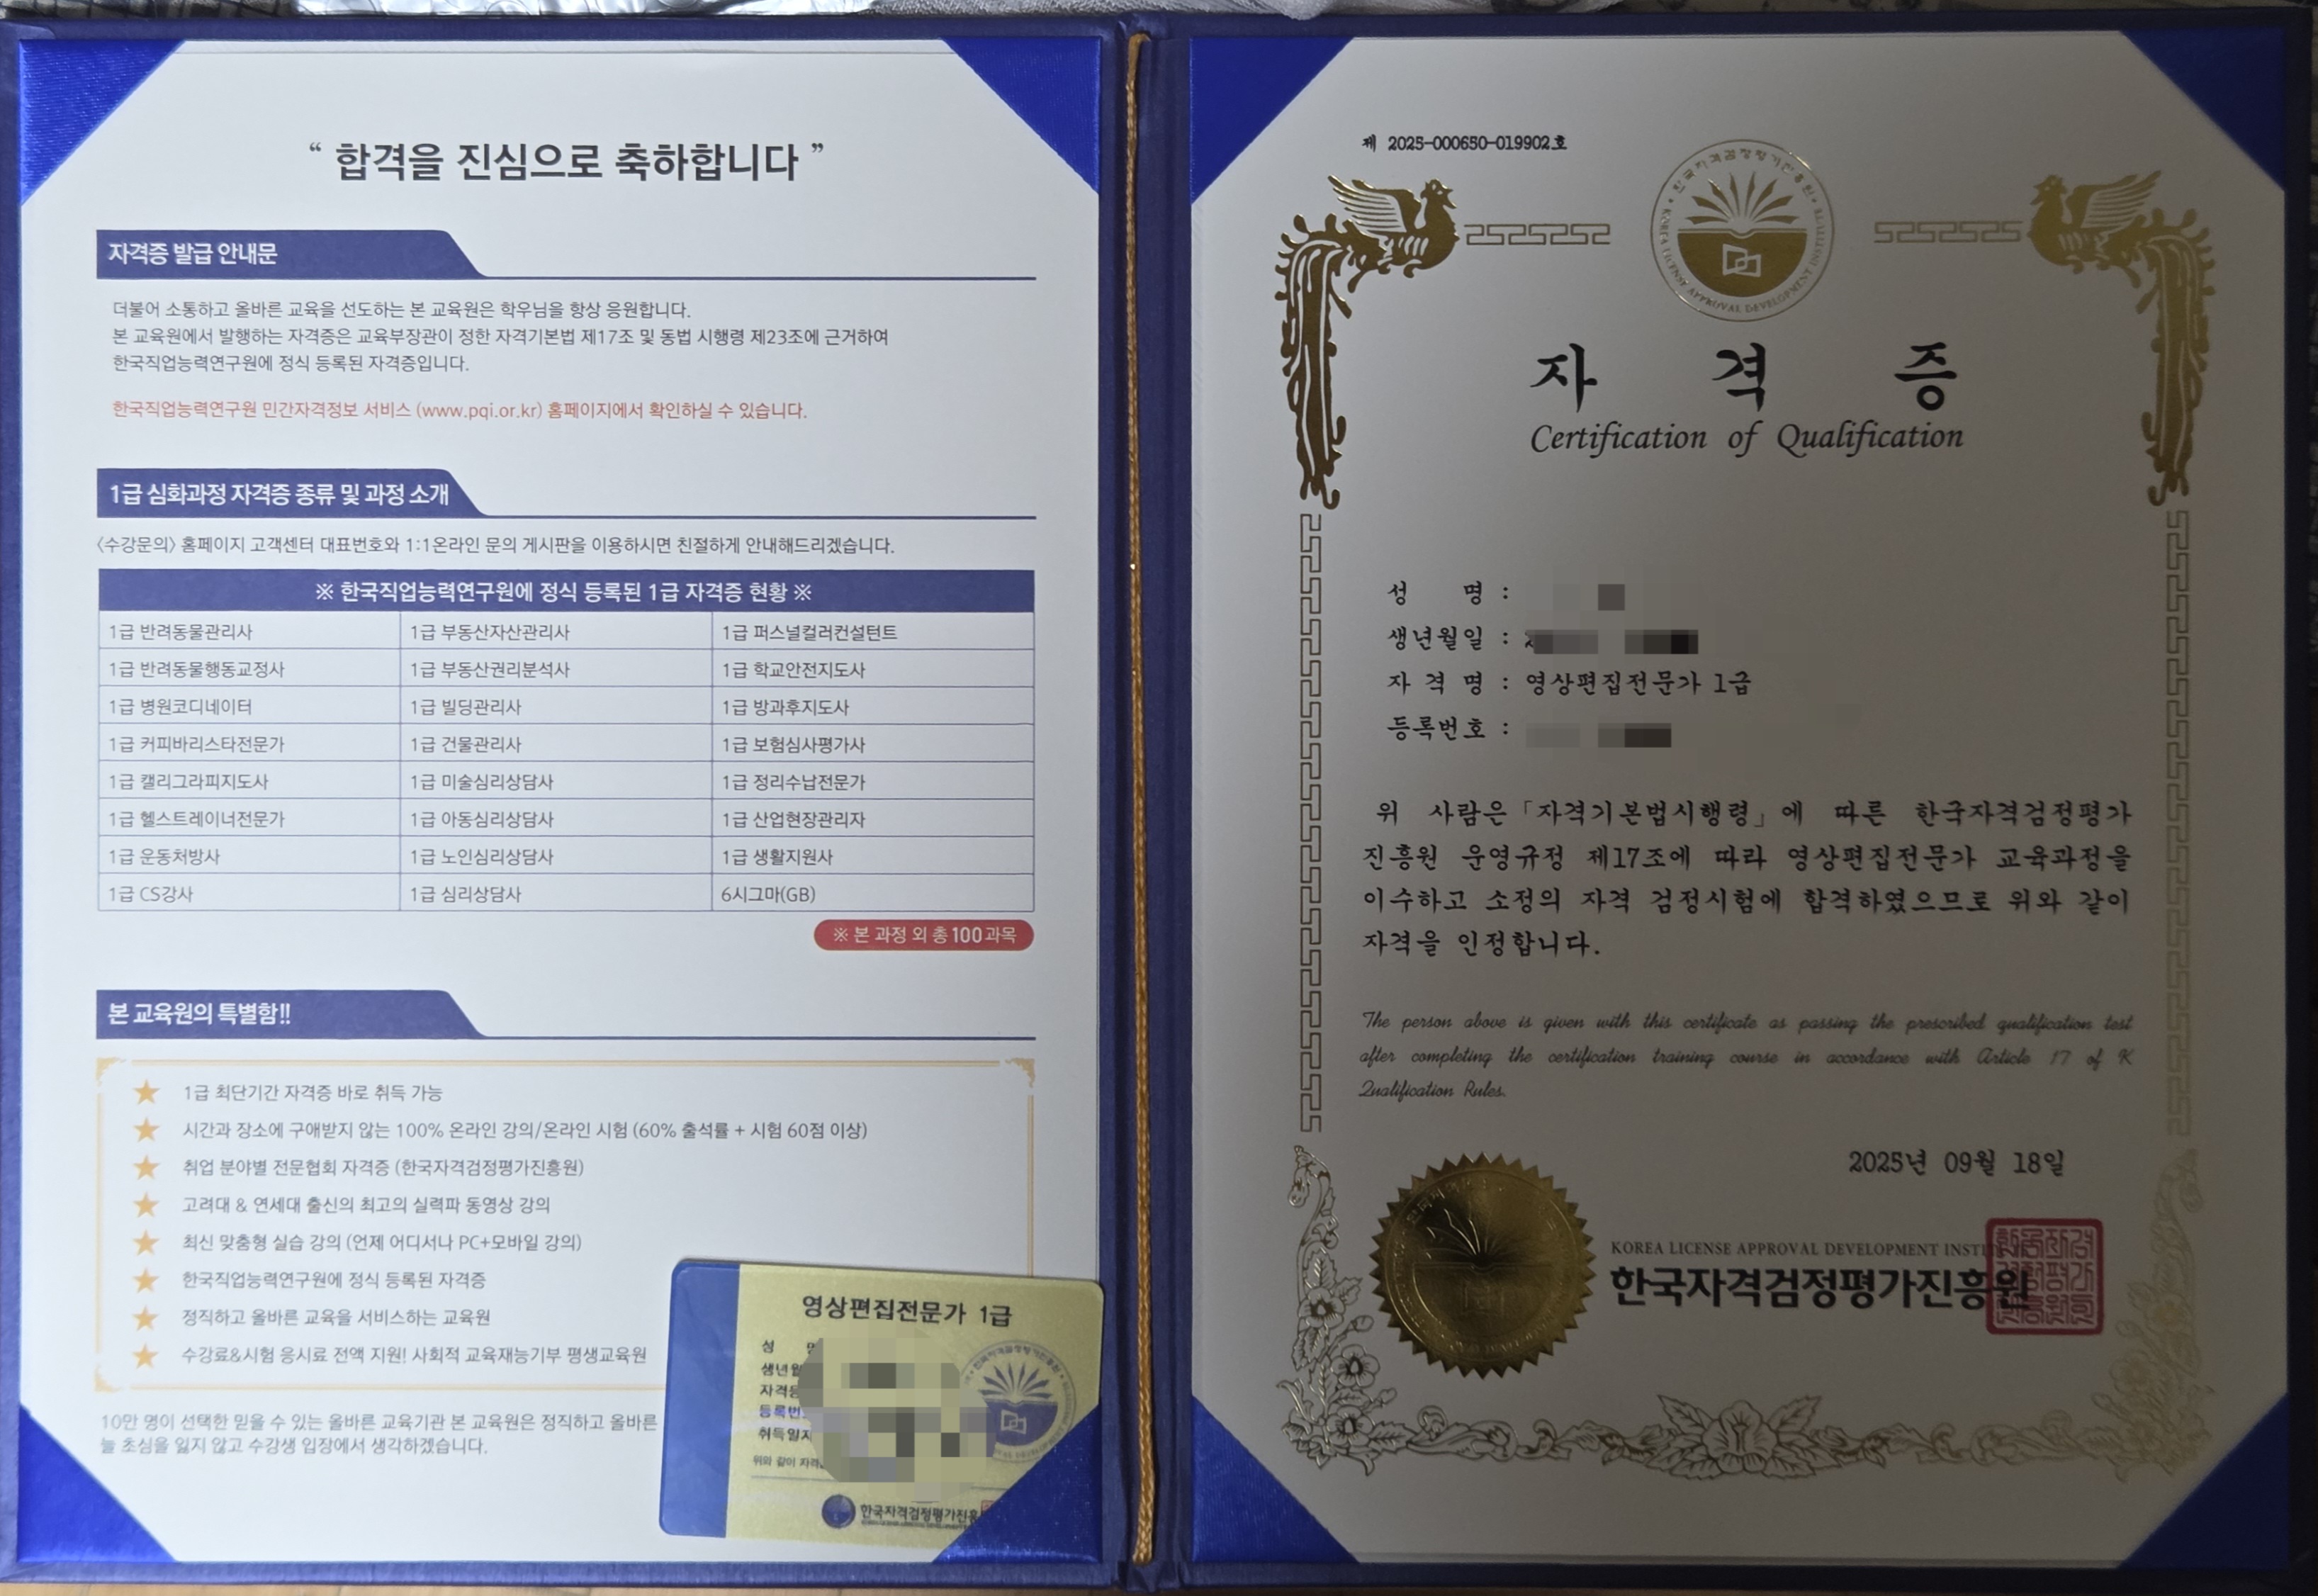 “ 합격을 진심으로 축하합니다 ”
자격증 발급 안내문
더불어 소통하고 올바른 교육을 선도하는 본 교육원은 학우님을 항상 응원합니다.
본 교육원에서 발행하는 자격증은 교육부장관이 정한 자격기본법 제17조 및 동법 시행령 제23조에 근거하여
한국직업능력연구원에 정식 등록된 자격증입니다.
한국직업능력연구원 민간자격정보 서비스 (www.pqi.or.kr) 홈페이지에서 확인하실 수 있습니다.
1급 심화과정 자격증 종류 및 과정 소개
<수강문의> 홈페이지 고객센터 대표번호와 1:1온라인 문의 게시판을 이용하시면 친절하게 안내해드리겠습니다.
※ 한국직업능력연구원에 정식 등록된 1급 자격증 현황 ※
1급 반려동물관리사 1급 부동산자산관리사 1급 퍼스널컬러컨설턴트
1급 반려동물행동교정사 1급 부동산권리분석사 1급 학교안전지도사
1급 병원코디네이터 1급 빌딩관리사 1급 방과후지도사
1급 커피바리스타전문가 1급 건물관리사 1급 보험심사평가사
1급 캘리그라피지도사 1급 미술심리상담사 1급 정리수납전문가
1급 헬스트레이너전문가 1급 아동심리상담사 1급 산업현장관리자
1급 운동처방사 1급 노인심리상담사 1급 생활지원사
1급 CS강사 1급 심리상담사 6시그마(GB)
※ 본 과정 외 총 100과목
본 교육원의 특별함!!
1급 최단기간 자격증 바로 취득 가능
시간과 장소에 구애받지 않는 100% 온라인 강의/온라인 시험 (60% 출석률 + 시험 60점 이상)
취업 분야별 전문협회 자격증 (한국자격검정평가진흥원)
고려대 & 연세대 출신의 최고의 실력파 동영상 강의
최신 맞춤형 실습 강의 (언제 어디서나 PC+모바일 강의)
한국직업능력연구원에 정식 등록된 자격증
정직하고 올바른 교육을 서비스하는 교육원
수강료&시험 응시료 전액 지원! 사회적 교육재능기부 평생교육원
10만 명이 선택한 믿을 수 있는 올바른 교육기관 본 교육원은 정직하고 올바른
늘 초심을 잃지 않고 수강생 입장에서 생각하겠습니다.
영상편집전문가 1급
성
생년월
자격등
등록번
취득일자
위와 같이 자격
한국자격검정평가진흥
제 2025-000650-019902호
한국자격검정평가진흥원
KOREA LICENSE APPROVAL DEVELOPMENT INSTITUTE
자 격 증
Certification of Qualification
성 명 :
생년월일 :
자 격 명 : 영상편집전문가 1급
등록번호 :
위 사람은 「자격기본법시행령」에 따른 한국자격검정평가
진흥원 운영규정 제17조에 따라 영상편집전문가 교육과정을
이수하고 소정의 자격 검정시험에 합격하였으므로 위와 같이
자격을 인정합니다.
The person above is given with this certificate as passing the prescribed qualification test
after completing the certification training course in accordance with Article 17 of K
Qualification Rules.
2025년 09월 18일
KOREA LICENSE APPROVAL DEVELOPMENT INSTI
한국자격검정평가진흥원